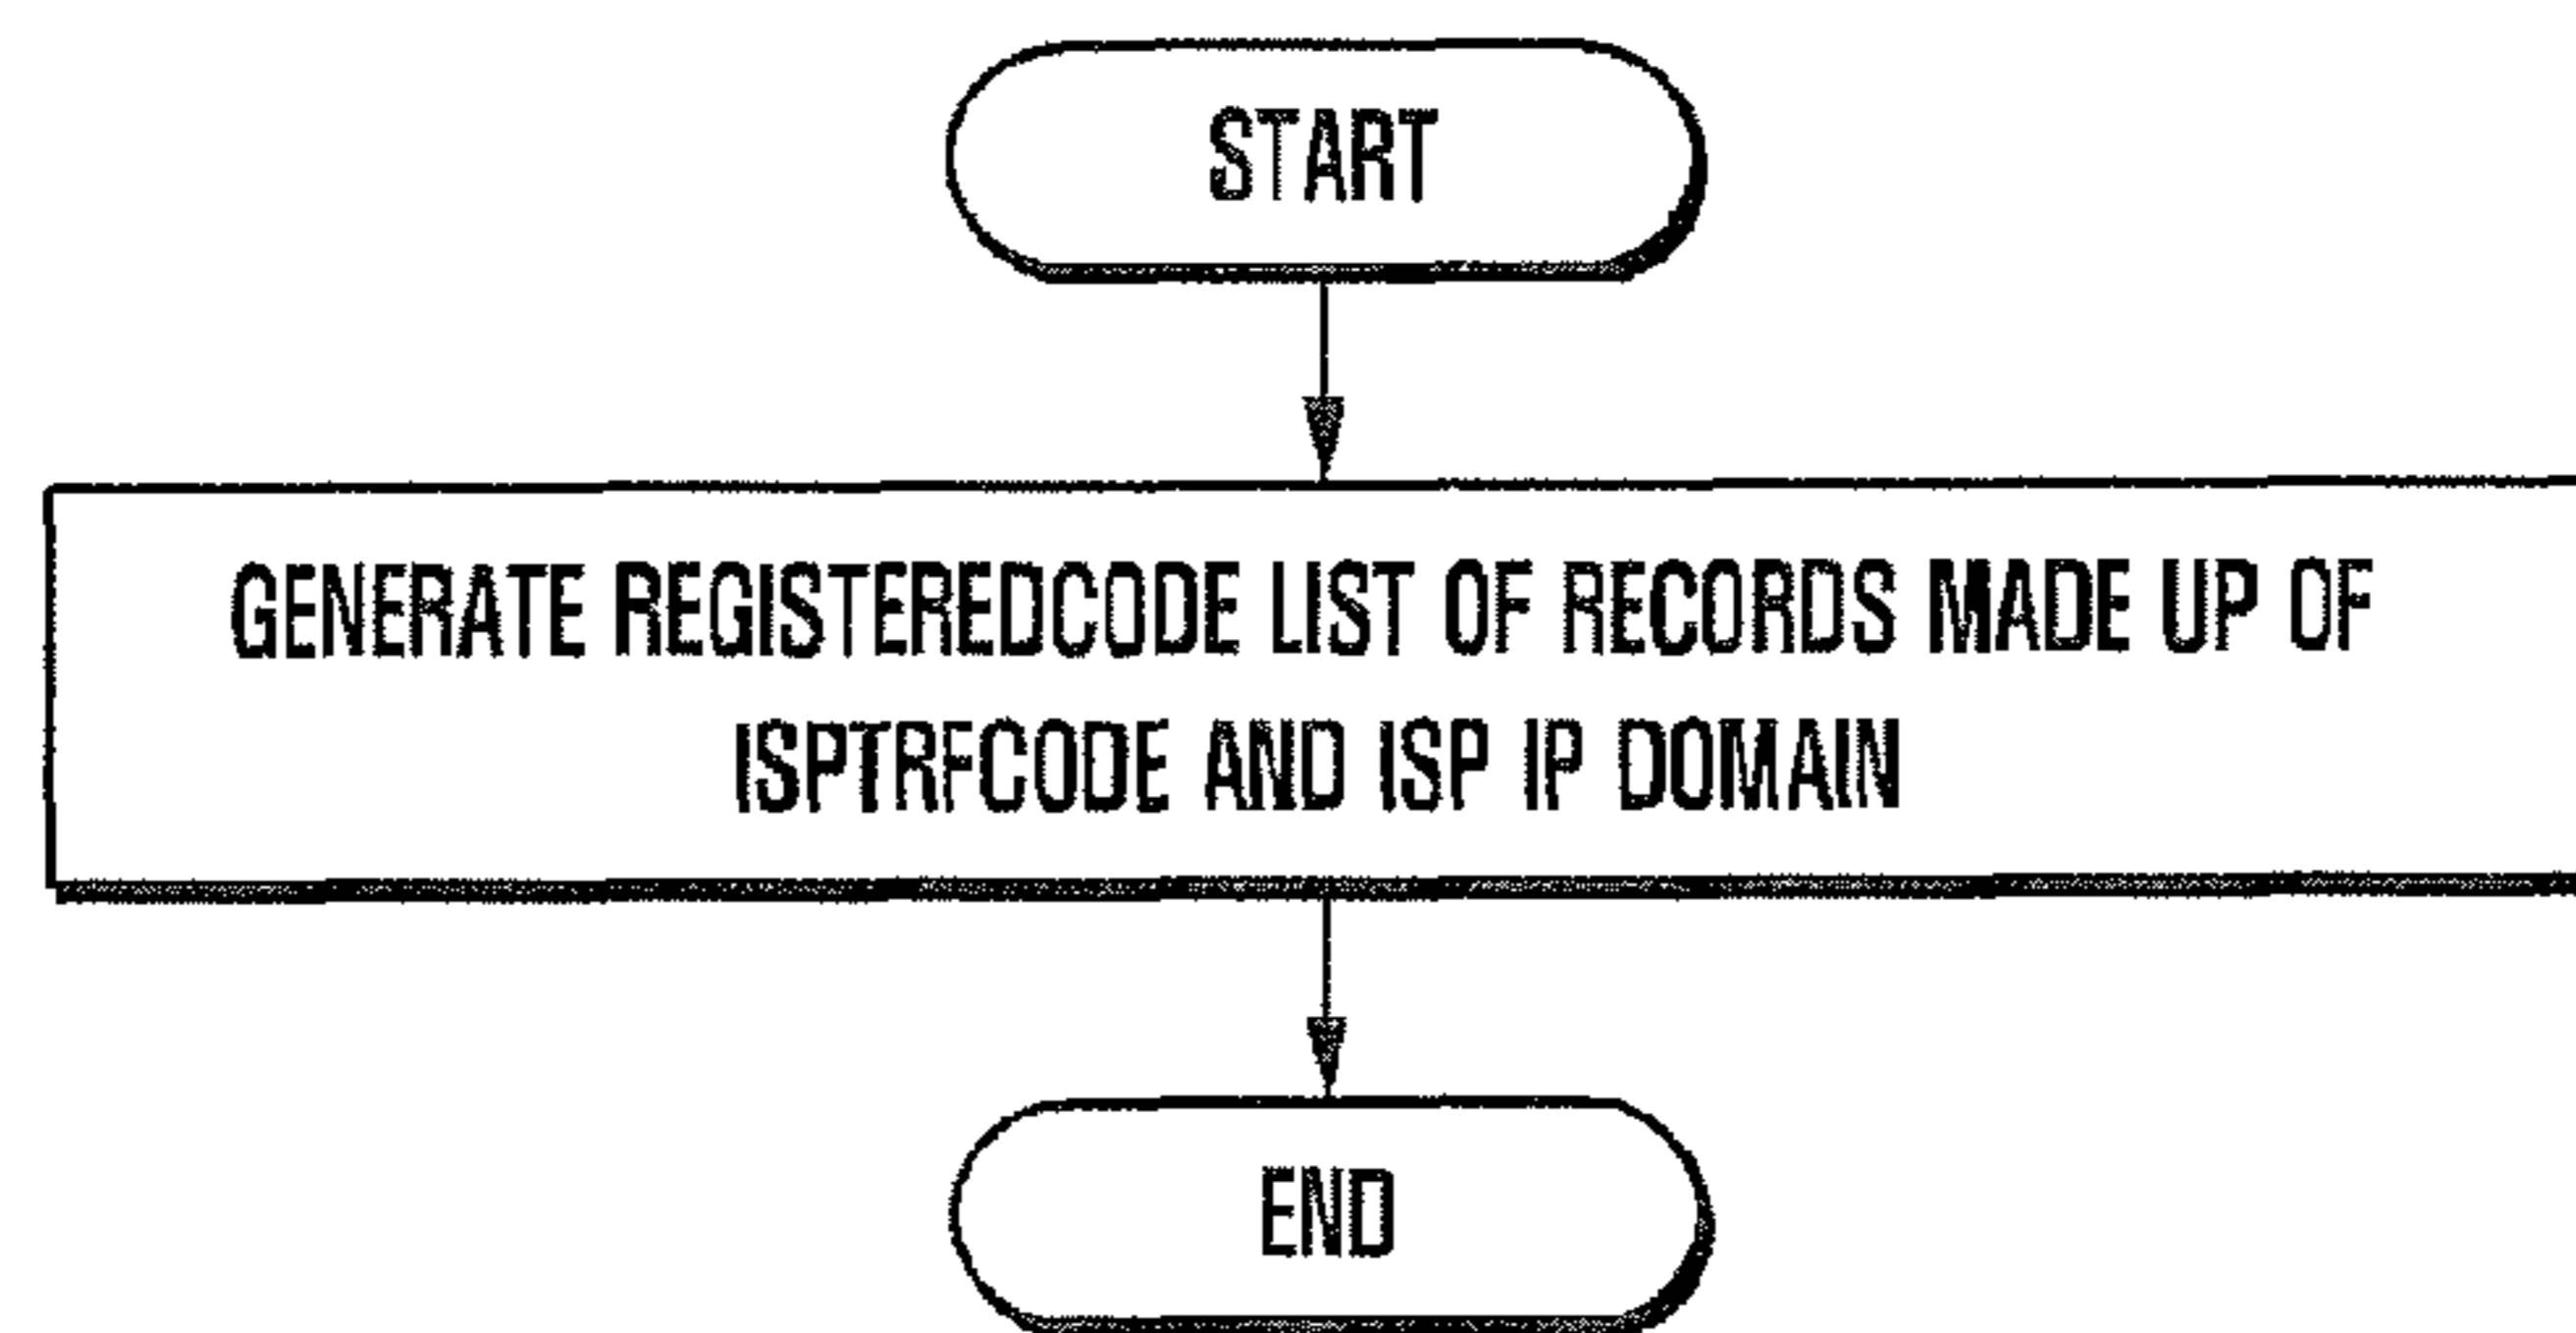 START
GENERATE REGISTEREDCODE LIST OF RECORDS MADE UP OF
ISPTRFCODE AND ISP IP DOMAIN
END